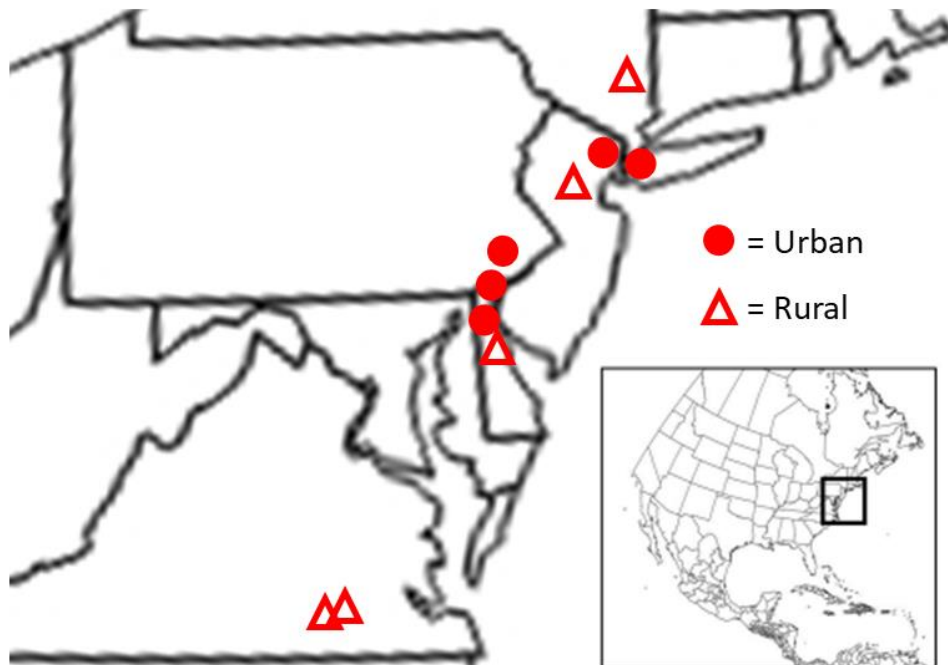 = Urban
= Rural